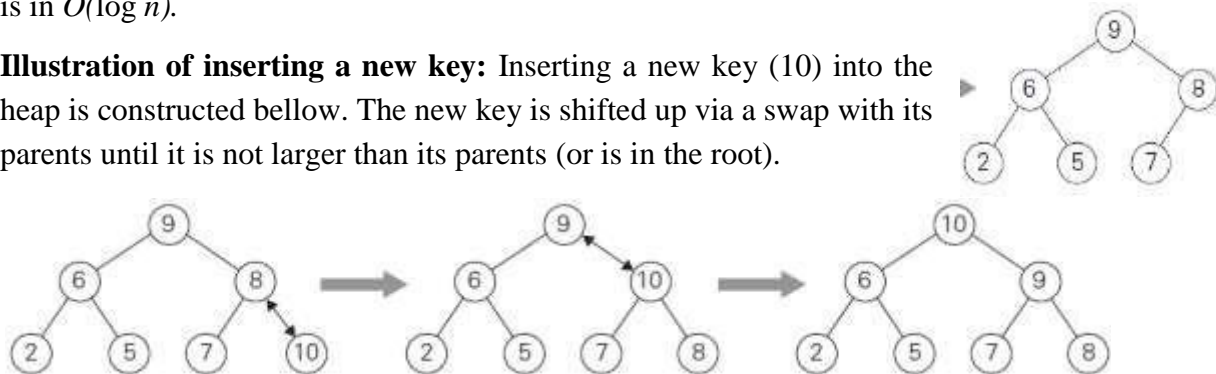 is in O(log n).
Illustration of inserting a new key: Inserting a new key (10) into the
heap is constructed bellow. The new key is shifted up via a swap with its
parents until it is not larger than its parents (or is in the root).
9
6 8
2 5 7
9 9 10
6 8 6 10 6 9
2 5 7 10 2 5 7 8 2 5 7 8